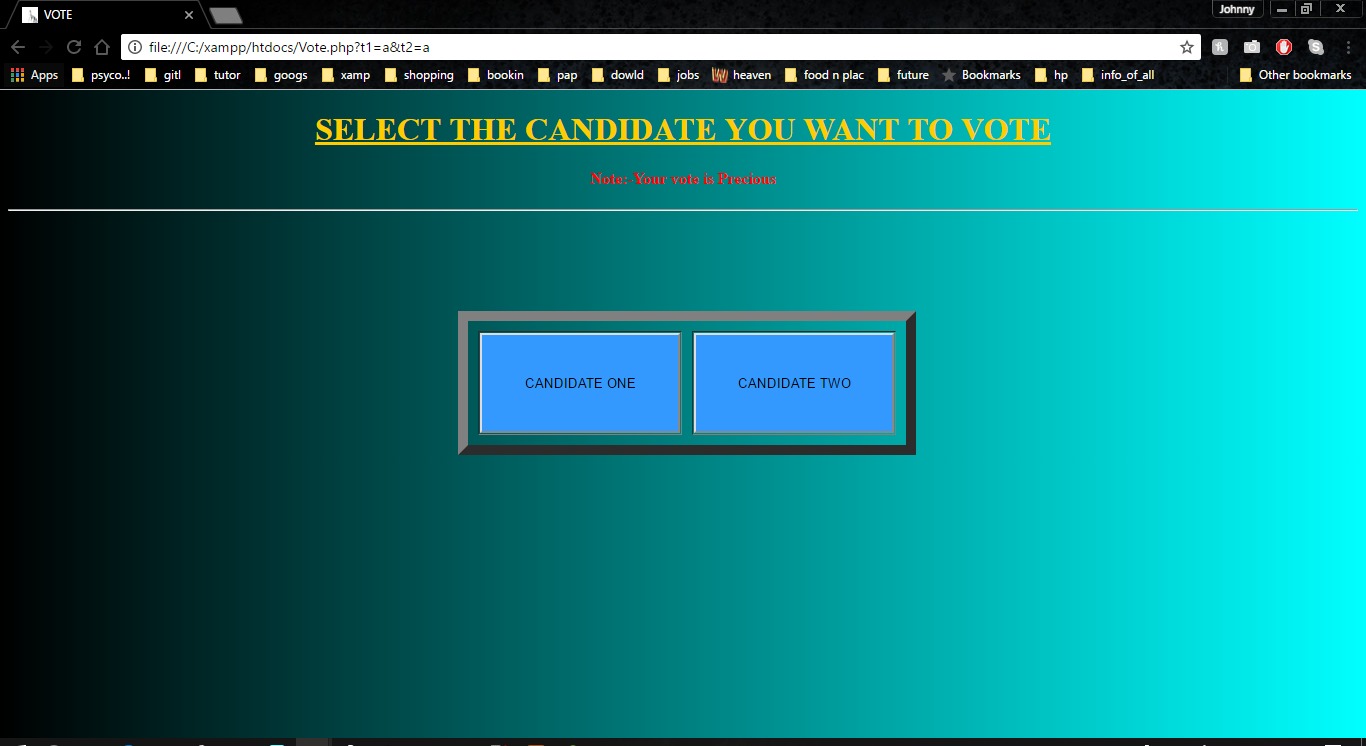 VOTE
Johnny
file:///C:/xampp/htdocs/Vote.php?t1=a&t2=a
Apps psyco..! gitl tutor googs xamp shopping bookin pap dowld jobs heaven food n plac future Bookmarks hp info_of_all Other bookmarks
SELECT THE CANDIDATE YOU WANT TO VOTE
Note: Your vote is Precious
CANDIDATE ONE CANDIDATE TWO